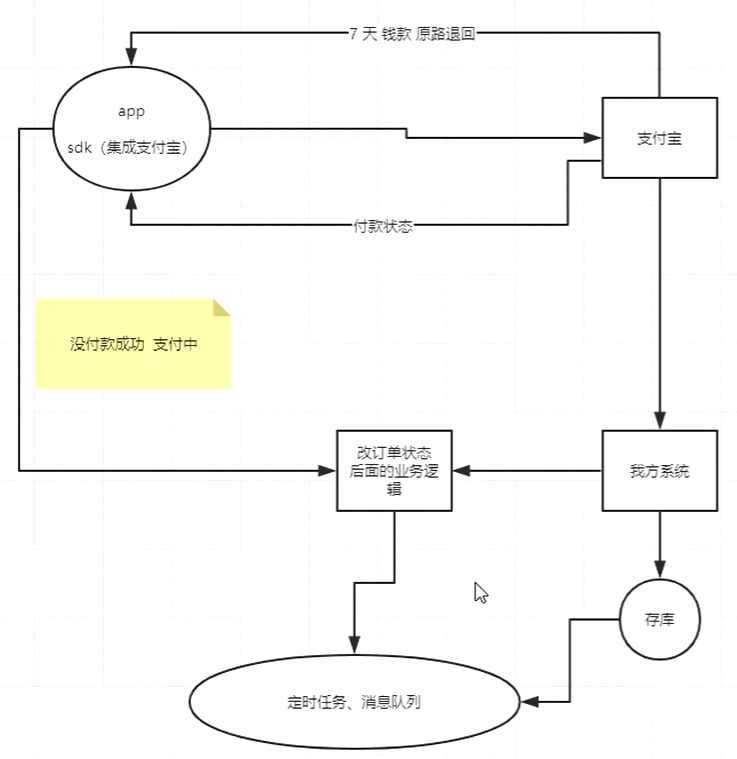 7 天 钱款 原路退回
app
sdk（集成支付宝）
支付宝
付款状态
没付款成功  支付中
改订单状态
后面的业务逻
辑
我方系统
存库
定时任务、消息队列